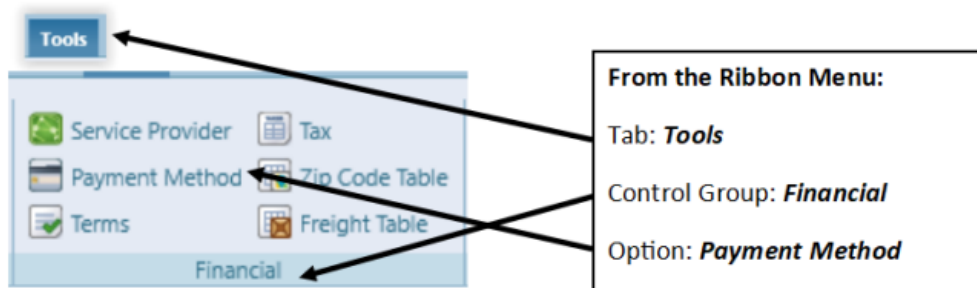 Tools
Service Provider
Tax
Payment Method
Zip Code Table
Terms
Freight Table
Financial
From the Ribbon Menu:
Tab: Tools
Control Group: Financial
Option: Payment Method